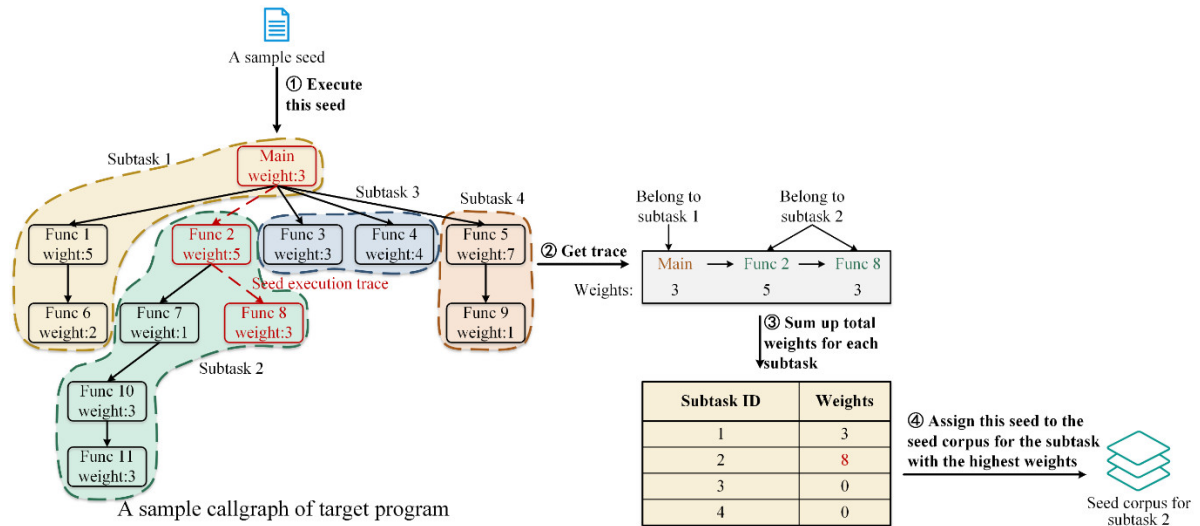 A sample seed
① Execute
this seed
Subtask 1
Main
weight:3
Subtask 3
Subtask 4
Func 1
wight:5
Func 2
weight:5
Func 3
weight:3
Func 4
weight:4
Func 5
weight:7
Seed execution trace
Func 6
weight:2
Func 7
weight:1
Func 8
weight:3
Func 9
weight:1
Subtask 2
Func 10
weight:3
Func 11
weight:3
A sample callgraph of target program
② Get trace
Belong to
subtask 1
Belong to
subtask 2
Main
Func 2
Func 8
Weights:
3
5
3
③ Sum up total
weights for each
subtask
Subtask ID
Weights
1
3
2
8
3
0
4
0
④ Assign this seed to the
seed corpus for the subtask
with the highest weights
Seed corpus for
subtask 2